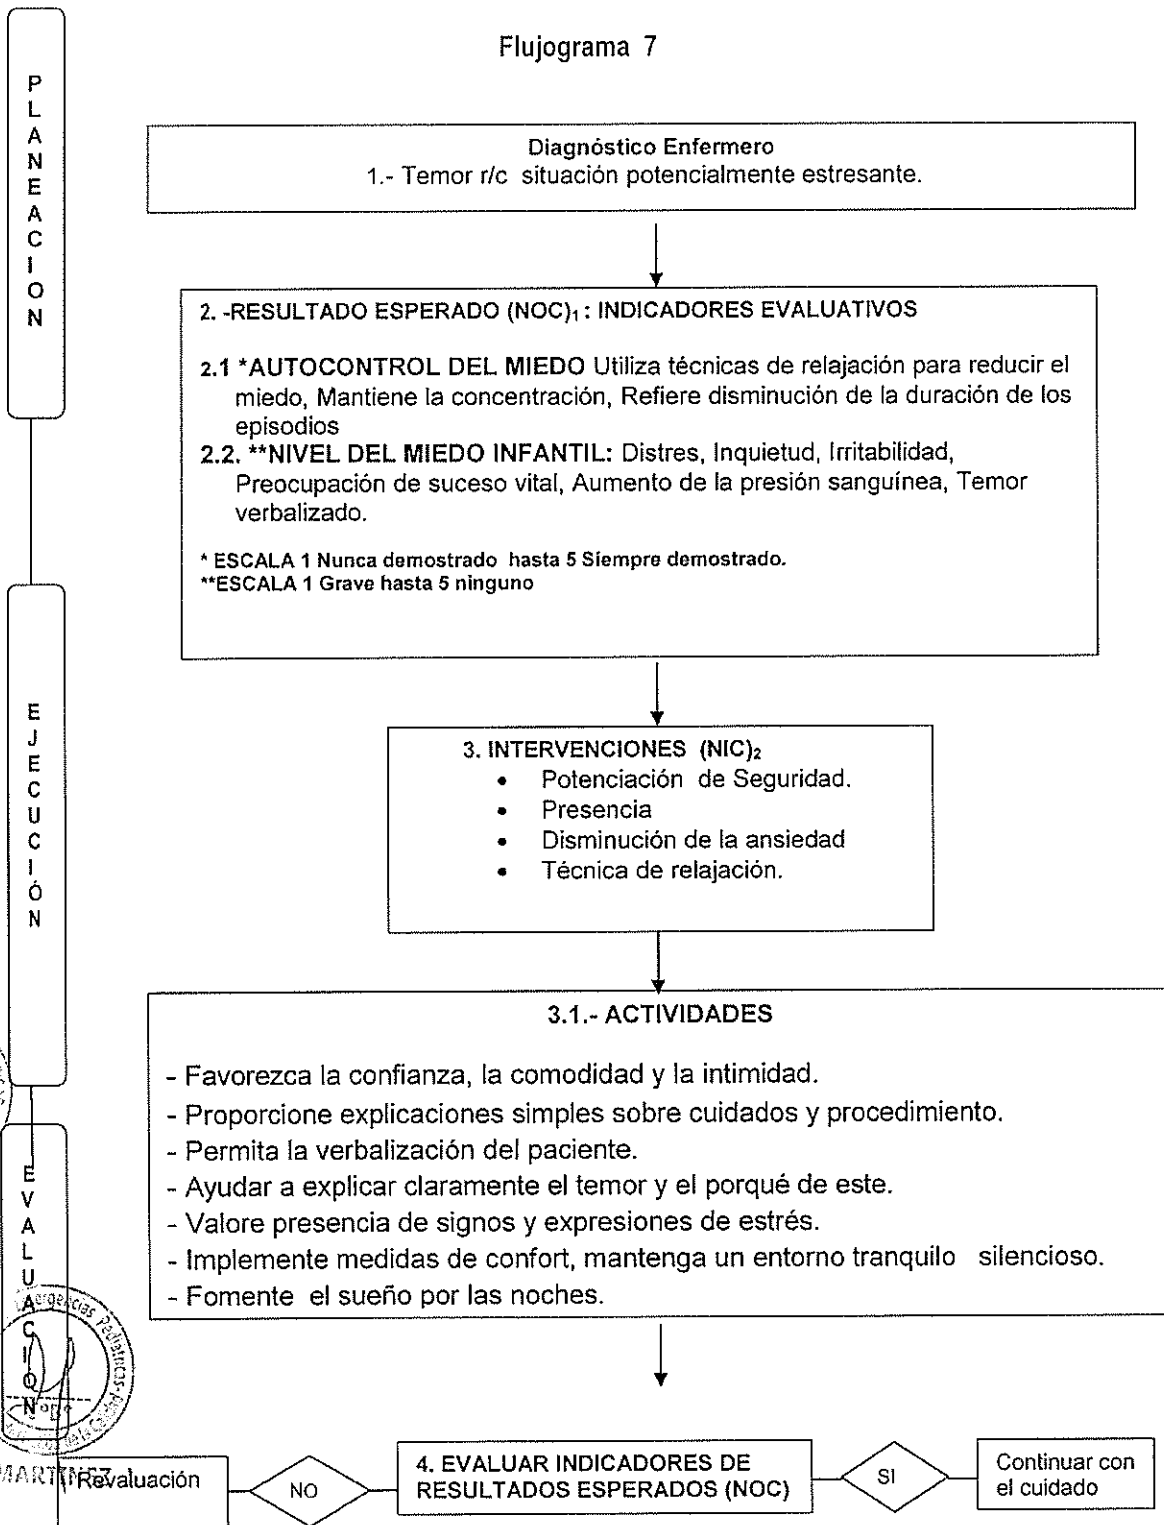 Flujograma 7
PLANEACION
Diagnóstico Enfermero
1.- Temor r/c situación potencialmente estresante.
2. -RESULTADO ESPERADO (NOC)₁ : INDICADORES EVALUATIVOS
2.1 *AUTOCONTROL DEL MIEDO Utiliza técnicas de relajación para reducir el
miedo, Mantiene la concentración, Refiere disminución de la duración de los
episodios
2.2. **NIVEL DEL MIEDO INFANTIL: Distres, Inquietud, Irritabilidad,
Preocupación de suceso vital, Aumento de la presión sanguínea, Temor
verbalizado.
* ESCALA 1 Nunca demostrado hasta 5 Siempre demostrado.
**ESCALA 1 Grave hasta 5 ninguno
EJECUCIÓN
3. INTERVENCIONES (NIC)₂
• Potenciación de Seguridad.
• Presencia
• Disminución de la ansiedad
• Técnica de relajación.
3.1.- ACTIVIDADES
- Favorezca la confianza, la comodidad y la intimidad.
- Proporcione explicaciones simples sobre cuidados y procedimiento.
- Permita la verbalización del paciente.
- Ayudar a explicar claramente el temor y el porqué de este.
- Valore presencia de signos y expresiones de estrés.
- Implemente medidas de confort, mantenga un entorno tranquilo silencioso.
- Fomente el sueño por las noches.
EVALUACION
Emergencias Pediatricas
MARTINEZ
Revaluación
NO
4. EVALUAR INDICADORES DE
RESULTADOS ESPERADOS (NOC)
SI
Continuar con
el cuidado